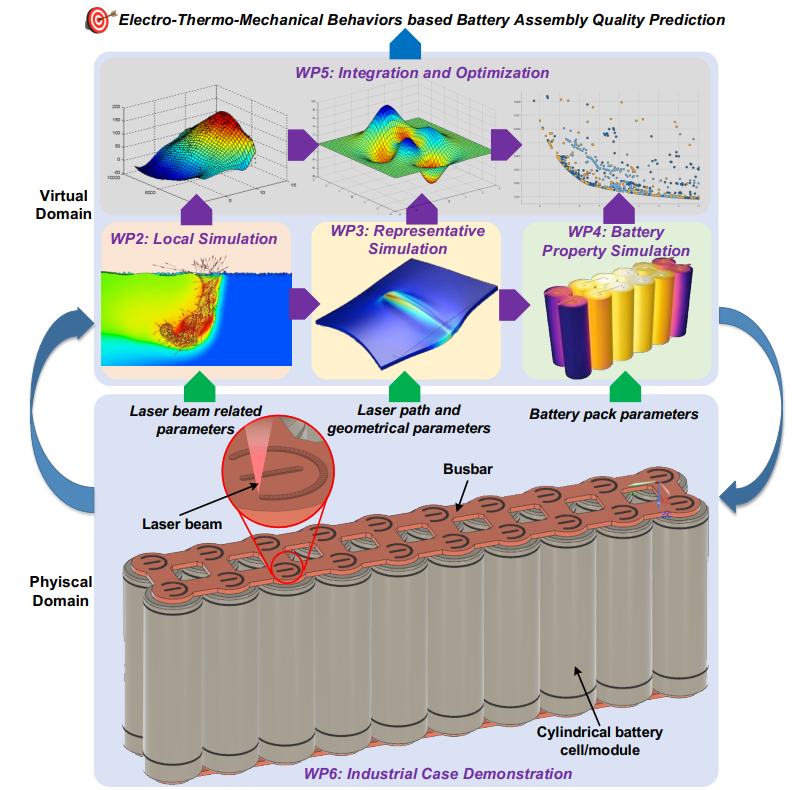 Electro-Thermo-Mechanical Behaviors based Battery Assembly Quality Prediction
WP5: Integration and Optimization
Virtual
Domain
WP2: Local Simulation
WP3: Representative
Simulation
WP4: Battery
Property Simulation
Laser beam related
parameters
Laser path and
geometrical parameters
Battery pack parameters
Busbar
Laser beam
Phyiscal
Domain
Cylindrical battery
cell/module
WP6: Industrial Case Demonstration